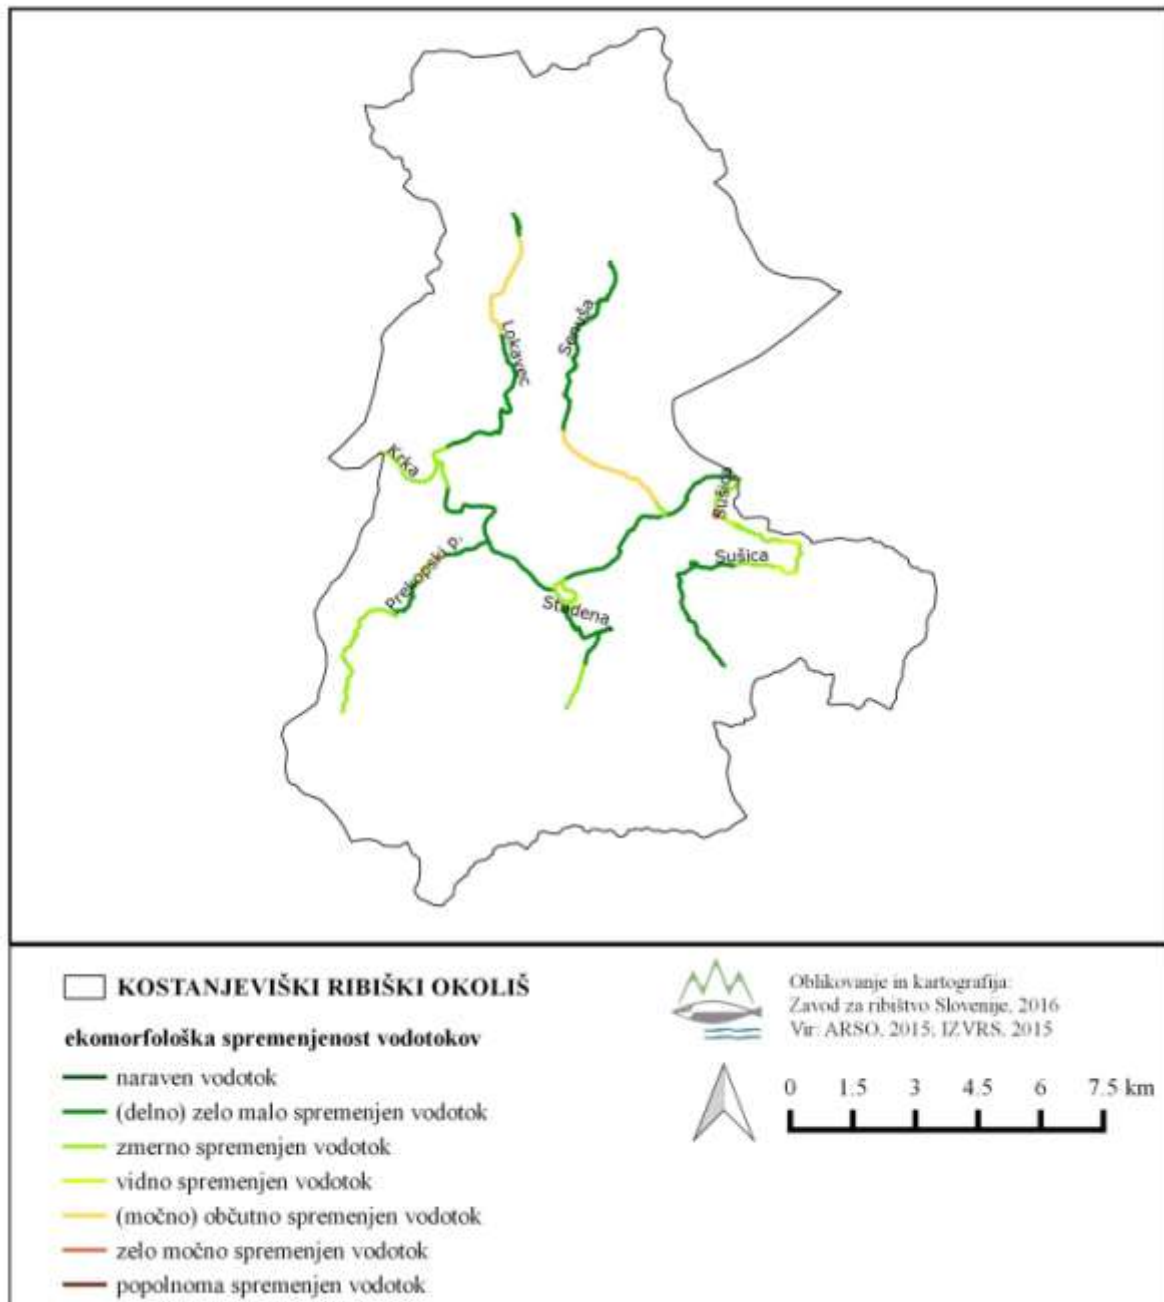 Lokavec
Senuša
Krka
Sušica
Prekopski p.
Sušica
Studena
KOSTANJEVIŠKI RIBIŠKI OKOLIŠ
ekomorfološka spremenjenost vodotokov
naraven vodotok
(delno) zelo malo spremenjen vodotok
zmerno spremenjen vodotok
vidno spremenjen vodotok
(močno) občutno spremenjen vodotok
zelo močno spremenjen vodotok
popolnoma spremenjen vodotok
Oblikovanje in kartografija:
Zavod za ribištvo Slovenije, 2016
Vir: ARSO, 2015; IZVRS, 2015
0 1.5 3 4.5 6 7.5 km